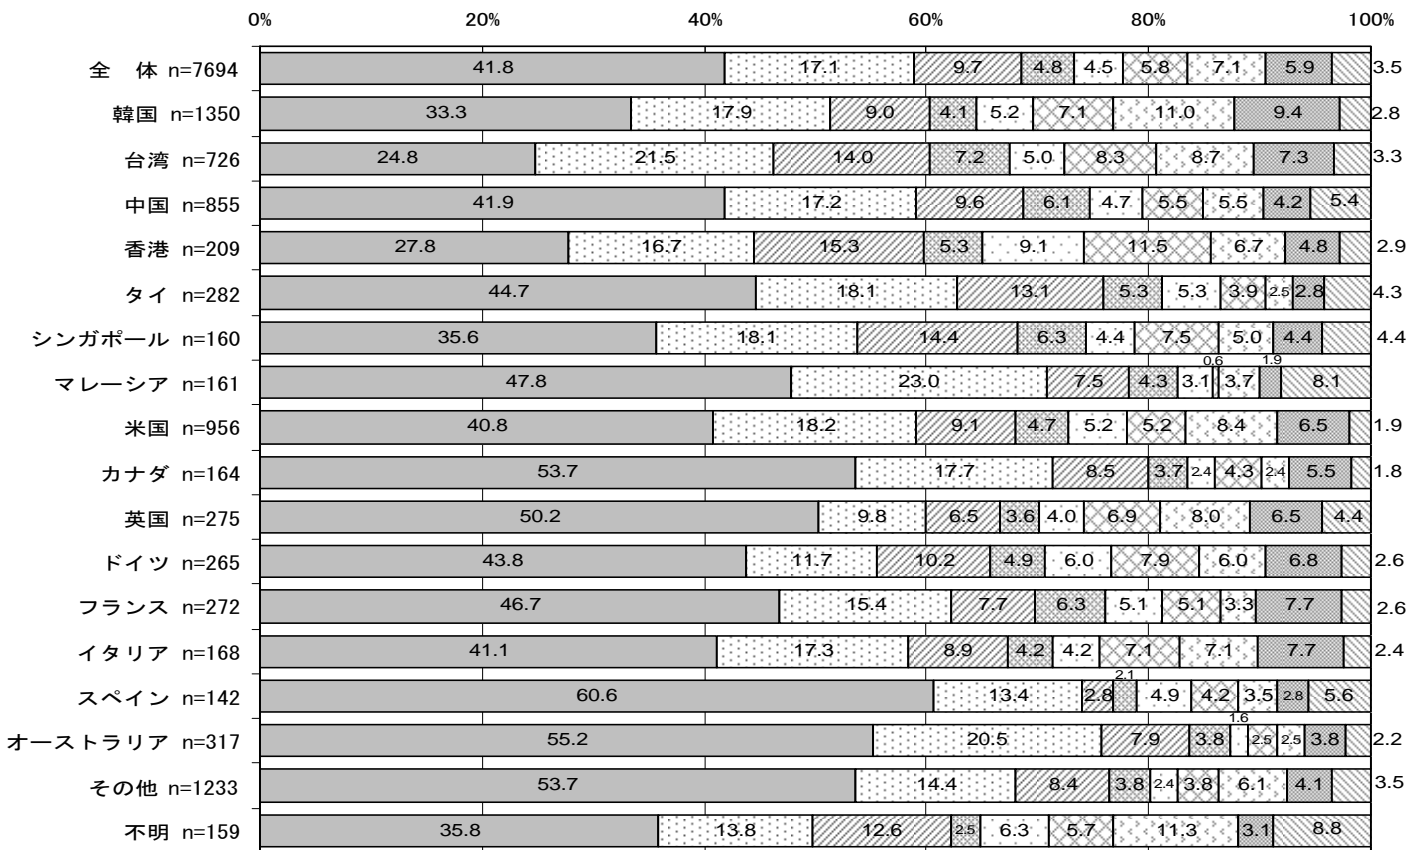 0% 20% 40% 60% 80% 100%
全　体 n=7694 41.8 17.1 9.7 4.8 4.5 5.8 7.1 5.9 3.5
韓国 n=1350 33.3 17.9 9.0 4.1 5.2 7.1 11.0 9.4 2.8
台湾 n=726 24.8 21.5 14.0 7.2 5.0 8.3 8.7 7.3 3.3
中国 n=855 41.9 17.2 9.6 6.1 4.7 5.5 5.5 4.2 5.4
香港 n=209 27.8 16.7 15.3 5.3 9.1 11.5 6.7 4.8 2.9
タイ n=282 44.7 18.1 13.1 5.3 5.3 3.9 2.5 2.8 4.3
シンガポール n=160 35.6 18.1 14.4 6.3 4.4 7.5 5.0 4.4 4.4
マレーシア n=161 47.8 23.0 7.5 4.3 3.1 0.6 3.7 1.9 8.1
米国 n=956 40.8 18.2 9.1 4.7 5.2 5.2 8.4 6.5 1.9
カナダ n=164 53.7 17.7 8.5 3.7 2.4 4.3 2.4 5.5 1.8
英国 n=275 50.2 9.8 6.5 3.6 4.0 6.9 8.0 6.5 4.4
ドイツ n=265 43.8 11.7 10.2 4.9 6.0 7.9 6.0 6.8 2.6
フランス n=272 46.7 15.4 7.7 6.3 5.1 5.1 3.3 7.7 2.6
イタリア n=168 41.1 17.3 8.9 4.2 4.2 7.1 7.1 7.7 2.4
スペイン n=142 60.6 13.4 2.8 2.1 4.9 4.2 3.5 2.8 5.6
オーストラリア n=317 55.2 20.5 7.9 3.8 1.6 2.5 2.5 3.8 2.2
その他 n=1233 53.7 14.4 8.4 3.8 2.4 3.8 6.1 4.1 3.5
不明 n=159 35.8 13.8 12.6 2.5 6.3 5.7 11.3 3.1 8.8